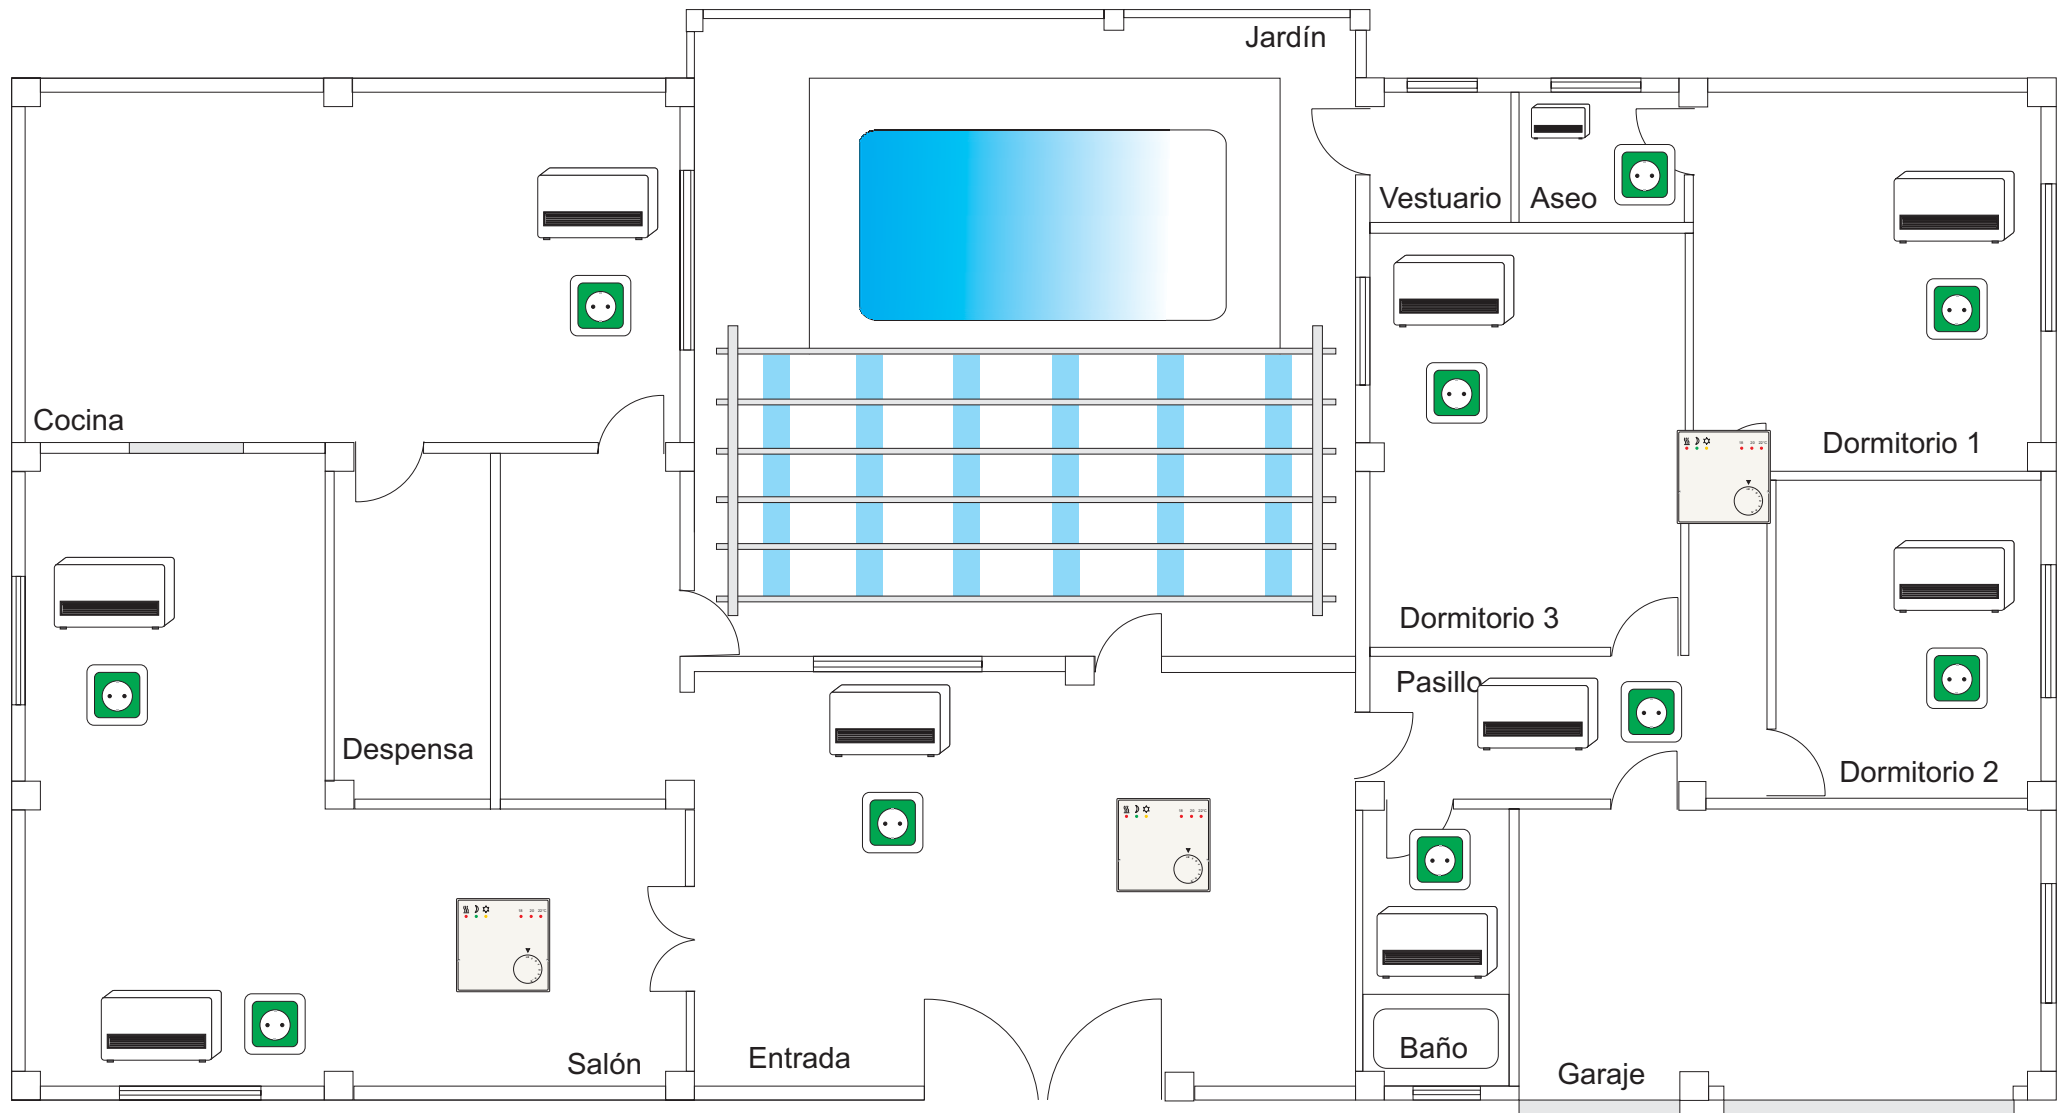 Jardín
Vestuario
Aseo
Cocina
Dormitorio 1
Dormitorio 3
Pasillo
Despensa
Dormitorio 2
Salón
Entrada
Baño
Garaje